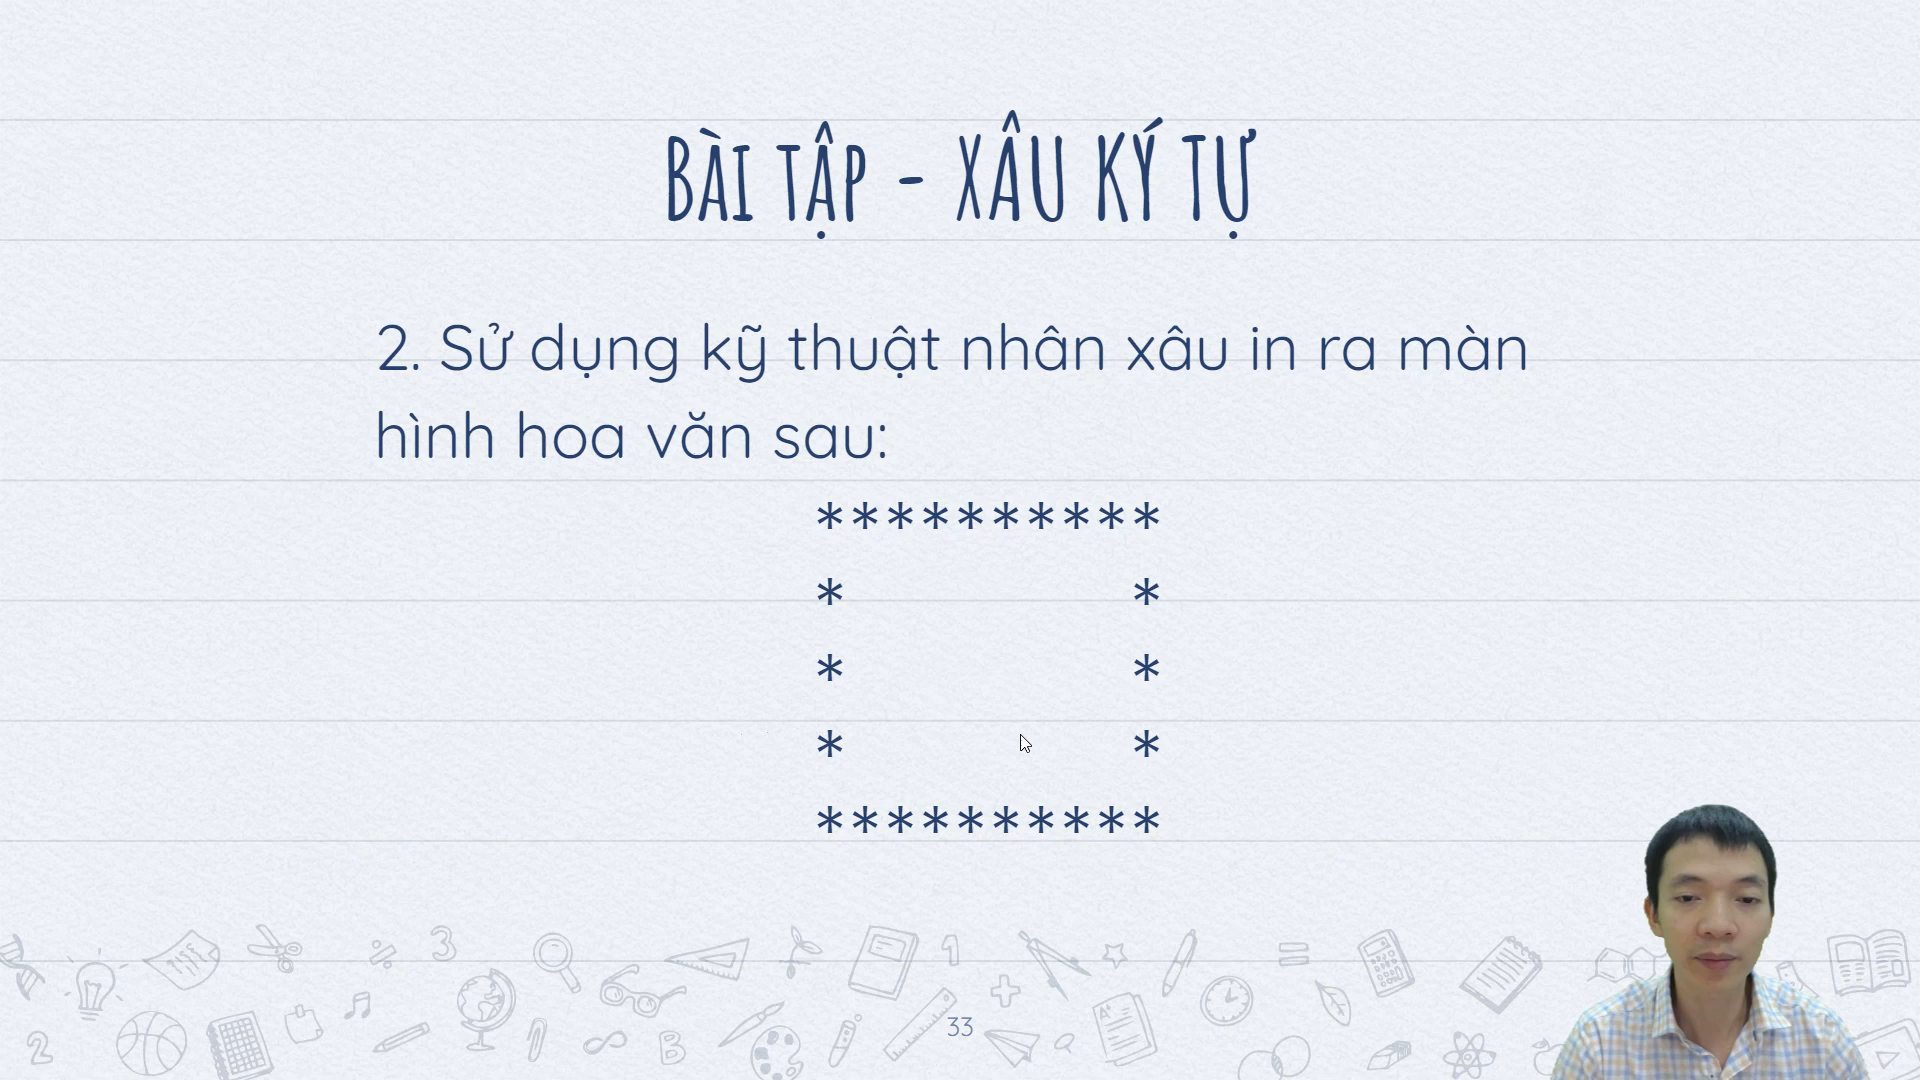 BÀI TẬP - XÂU KÝ TỰ
2. Sử dụng kỹ thuật nhân xâu in ra màn
hình hoa văn sau:
**********
*        *
*        *
*        *
**********
33